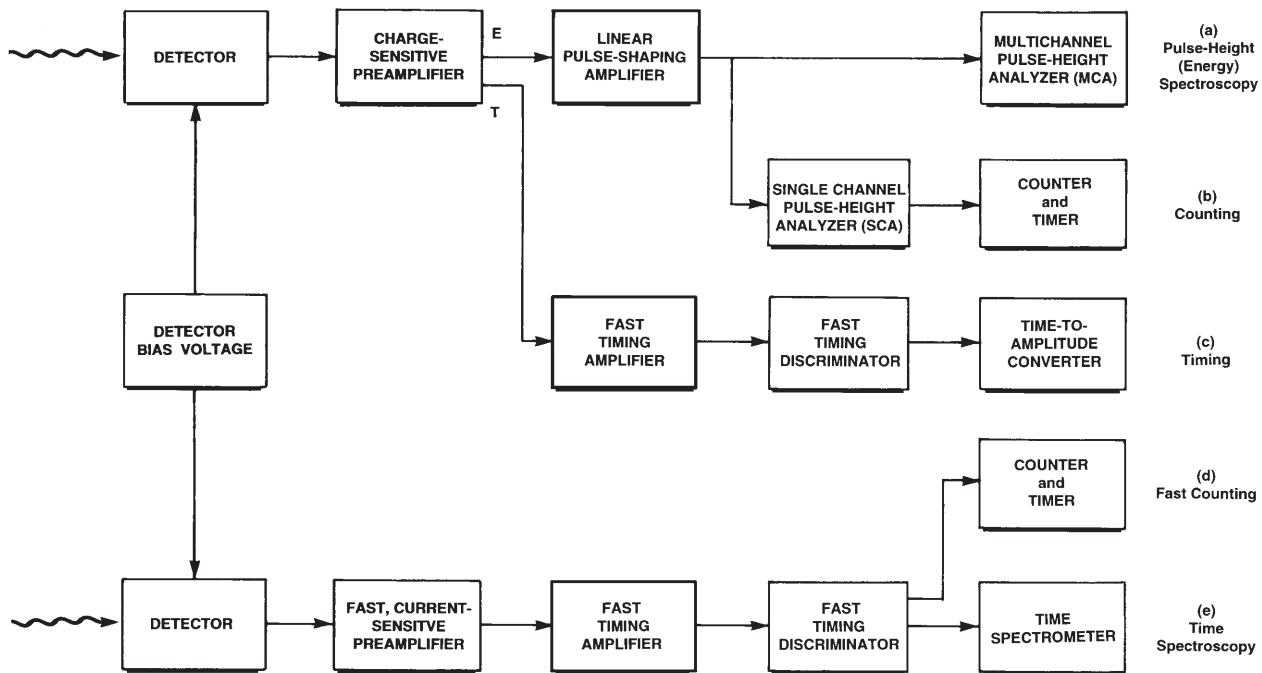 DETECTOR
CHARGE-
SENSITIVE
PREAMPLIFIER
E
T
LINEAR
PULSE-SHAPING
AMPLIFIER
MULTICHANNEL
PULSE-HEIGHT
ANALYZER (MCA)
(a)
Pulse-Height
(Energy)
Spectroscopy
SINGLE CHANNEL
PULSE-HEIGHT
ANALYZER (SCA)
COUNTER
and
TIMER
(b)
Counting
DETECTOR
BIAS VOLTAGE
FAST
TIMING
AMPLIFIER
FAST
TIMING
DISCRIMINATOR
TIME-TO-
AMPLITUDE
CONVERTER
(c)
Timing
COUNTER
and
TIMER
(d)
Fast Counting
DETECTOR
FAST, CURRENT-
SENSITVE
PREAMPLIFIER
FAST
TIMING
AMPLIFIER
FAST
TIMING
DISCRIMINATOR
TIME
SPECTROMETER
(e)
Time
Spectroscopy